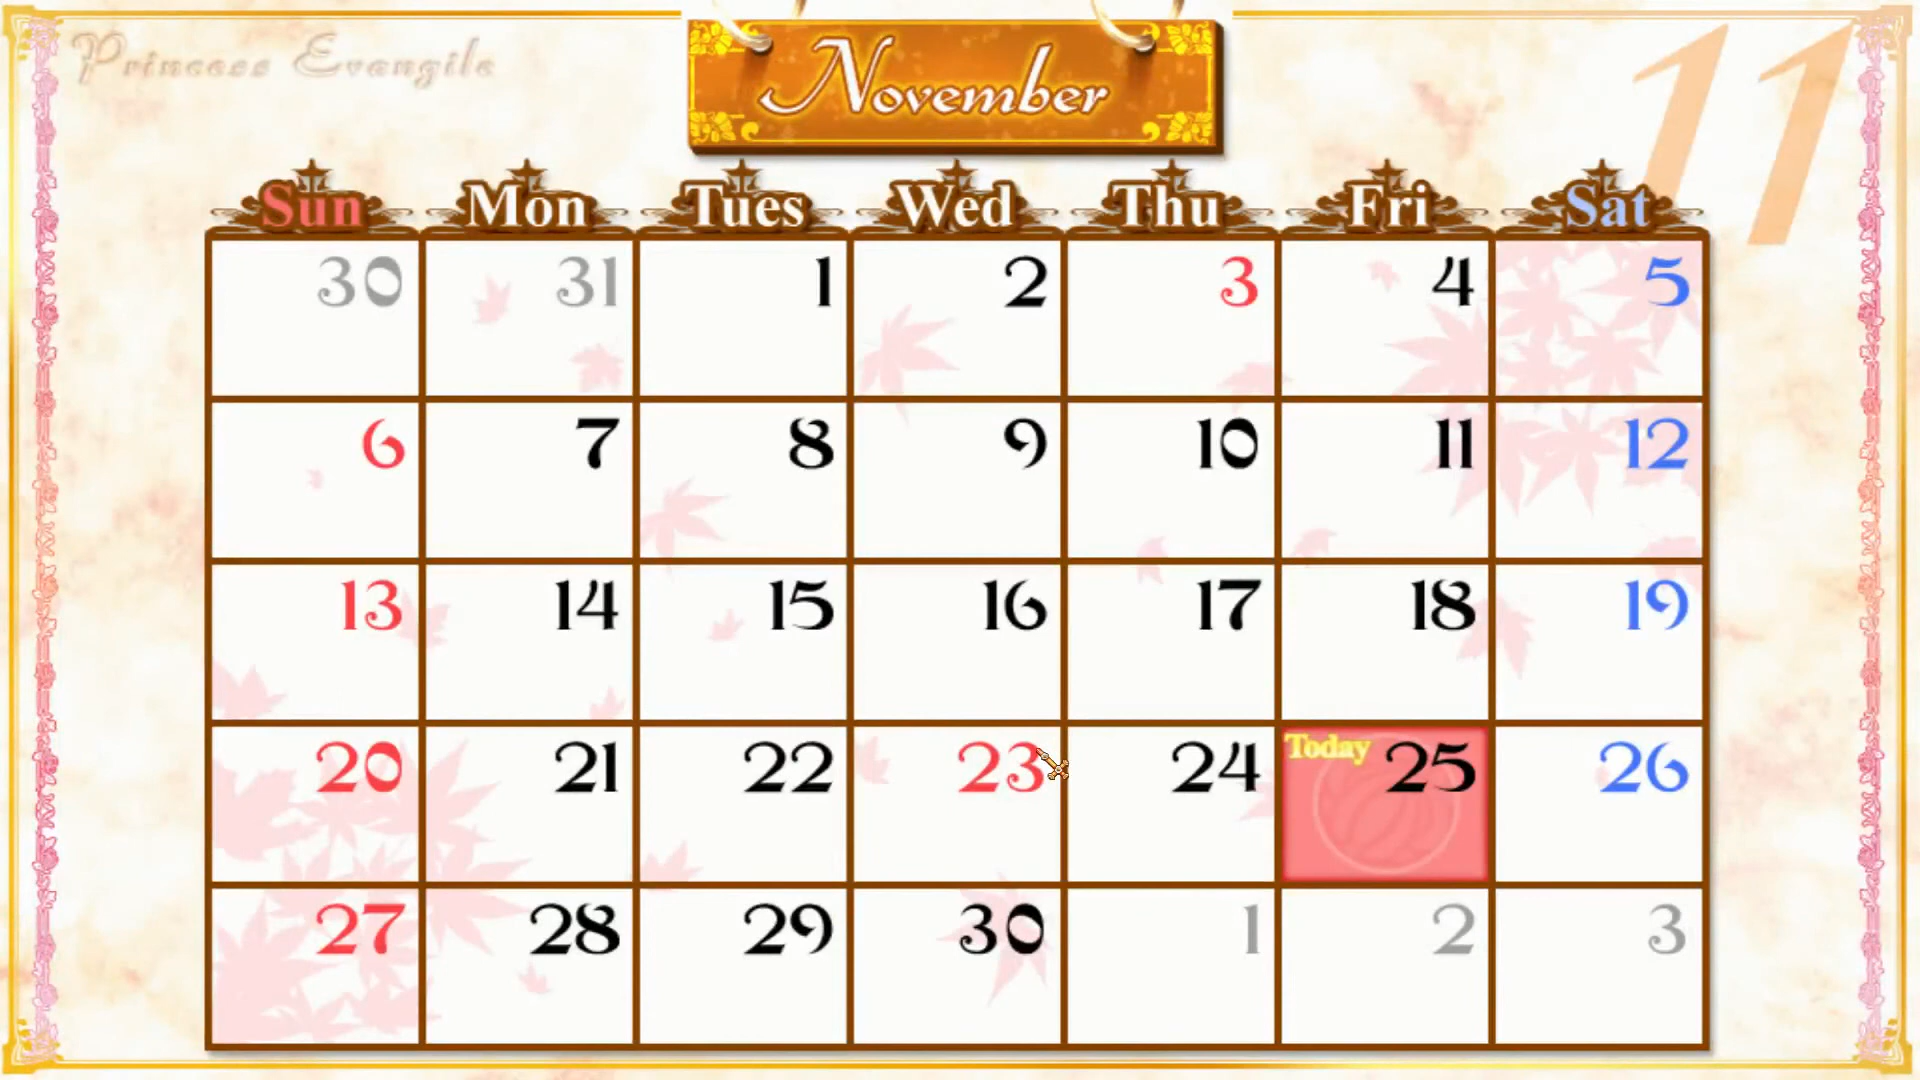 Princess Evangile
November
11
Sun Mon Tues Wed Thu Fri Sat
30 31 1 2 3 4 5
6 7 8 9 10 11 12
13 14 15 16 17 18 19
20 21 22 23 24 Today 25 26
27 28 29 30 1 2 3